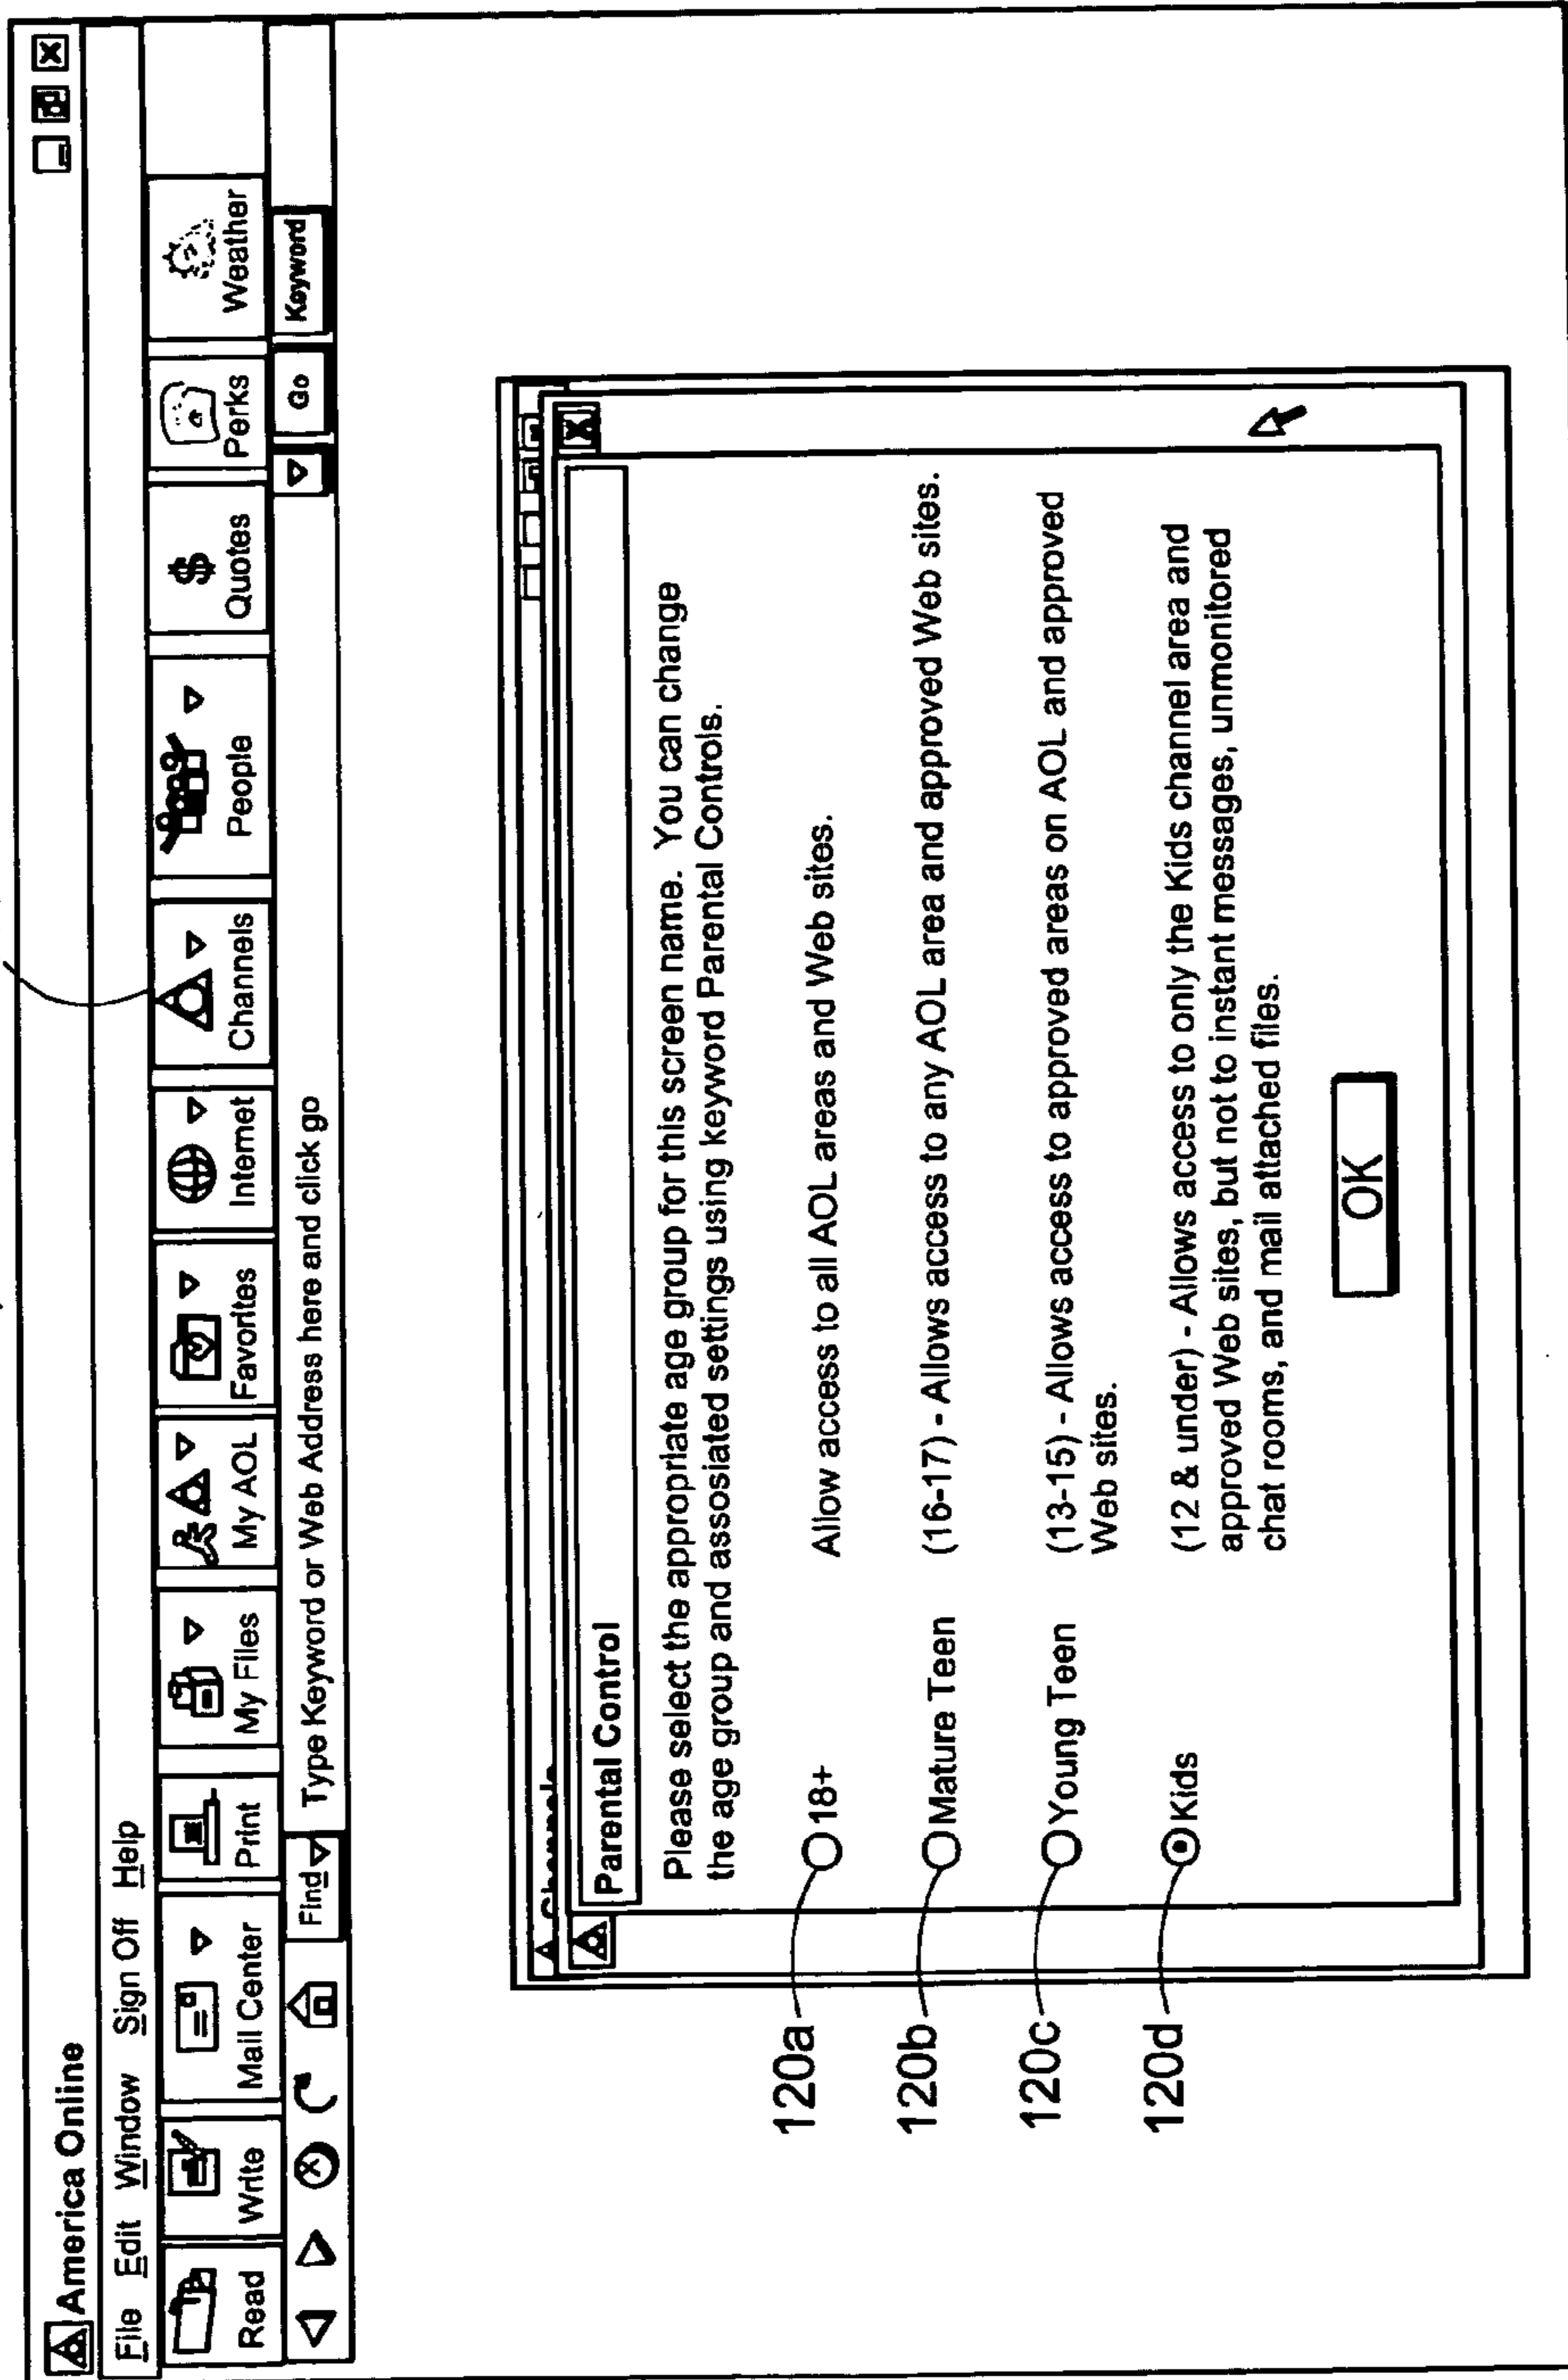 America Online
File Edit Window Sign Off Help
Read Write Mail Center Print My Files My AOL Favorites Internet Channels People Quotes Perks Weather
Find Type Keyword or Web Address here and click go Go Keyword
Parental Control
Please select the appropriate age group for this screen name. You can change
the age group and assosiated settings using keyword Parental Controls.
120a 18+ Allow access to all AOL areas and Web sites.
120b Mature Teen (16-17) - Allows access to any AOL area and approved Web sites.
120c Young Teen (13-15) - Allows access to approved areas on AOL and approved
Web sites.
120d Kids (12 & under) - Allows access to only the Kids channel area and
approved Web sites, but not to instant messages, unmonitored
chat rooms, and mail attached files.
OK